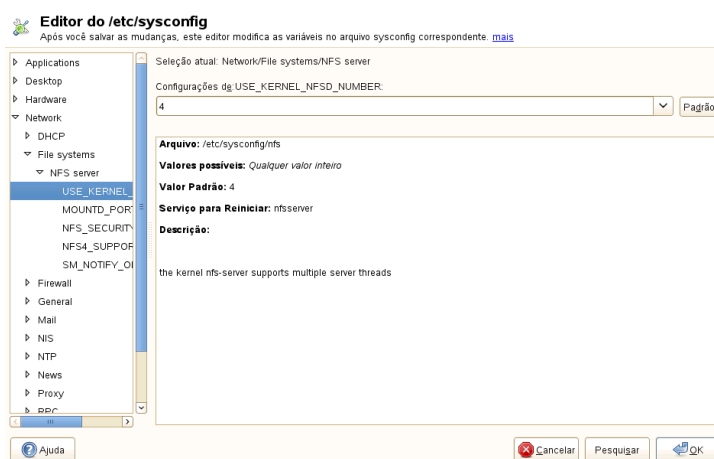 Editor do /etc/sysconfig
Após você salvar as mudanças, este editor modifica as variáveis no arquivo sysconfig correspondente. mais
Applications
Desktop
Hardware
Network
DHCP
File systems
NFS server
USE_KERNEL_
MOUNTD_POR
NFS_SECURIT
NFS4_SUPPOR
SM_NOTIFY_O
Firewall
General
Mail
NIS
NTP
News
Proxy
RPC
Seleção atual: Network/File systems/NFS server
Configurações de:USE_KERNEL_NFSD_NUMBER:
4
Padrão
Arquivo: /etc/sysconfig/nfs
Valores possíveis: Qualquer valor inteiro
Valor Padrão: 4
Serviço para Reiniciar: nfsserver
Descrição:
the kernel nfs-server supports multiple server threads
Ajuda
Cancelar
Pesquisar
OK